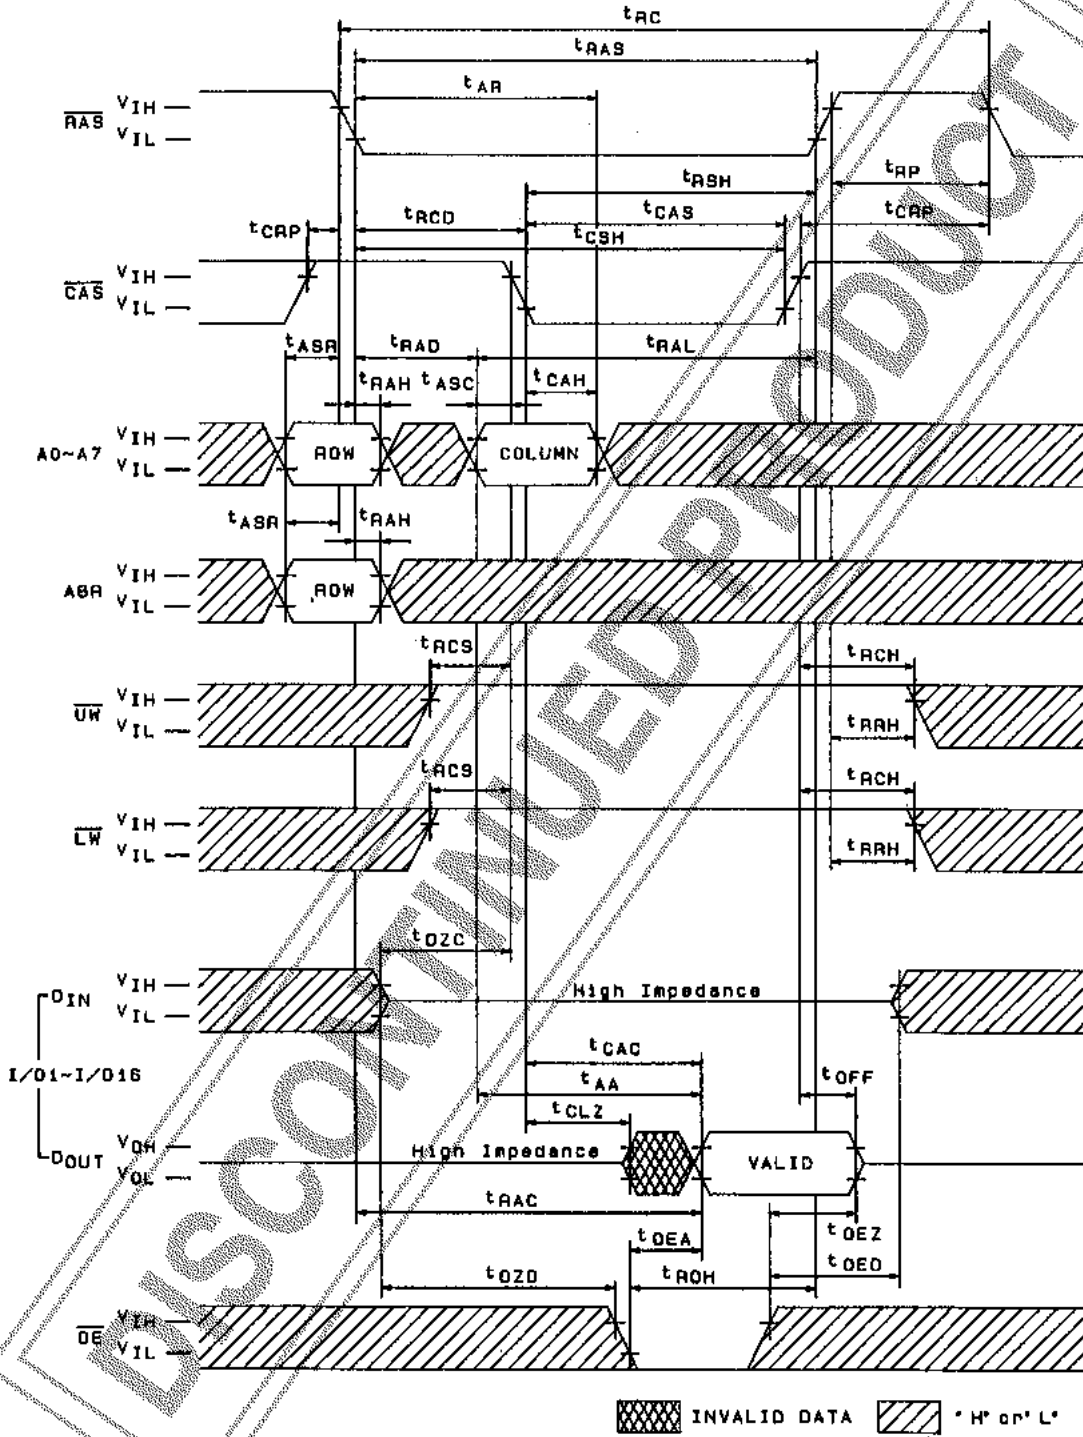 tRC
tRAS
tAR
RAS VIH
VIL
tRSH
tRP
tCRP tRCD tCAS tCRP
tCSH
CAS VIH
VIL
tASR tRAD tRAL
tRAH tASC tCAH
A0~A7 VIH
VIL
ROW COLUMN
tASR tRAH
A8R VIH
VIL
ROW
tRCS tRCH
UW VIH
VIL
tRRH
tRCS tRCH
LW VIH
VIL
tRRH
tOZC
DIN VIH
VIL
High Impedance
I/O1~I/O16
tCAC
tAA tOFF
tCLZ
DOUT VOH
VOL
High Impedance VALID
tRAC
tOEZ
tOEA
tOED
tOZO tROH
OE VIH
VIL
INVALID DATA "H" or "L"
DISCONTINUED PRODUCT